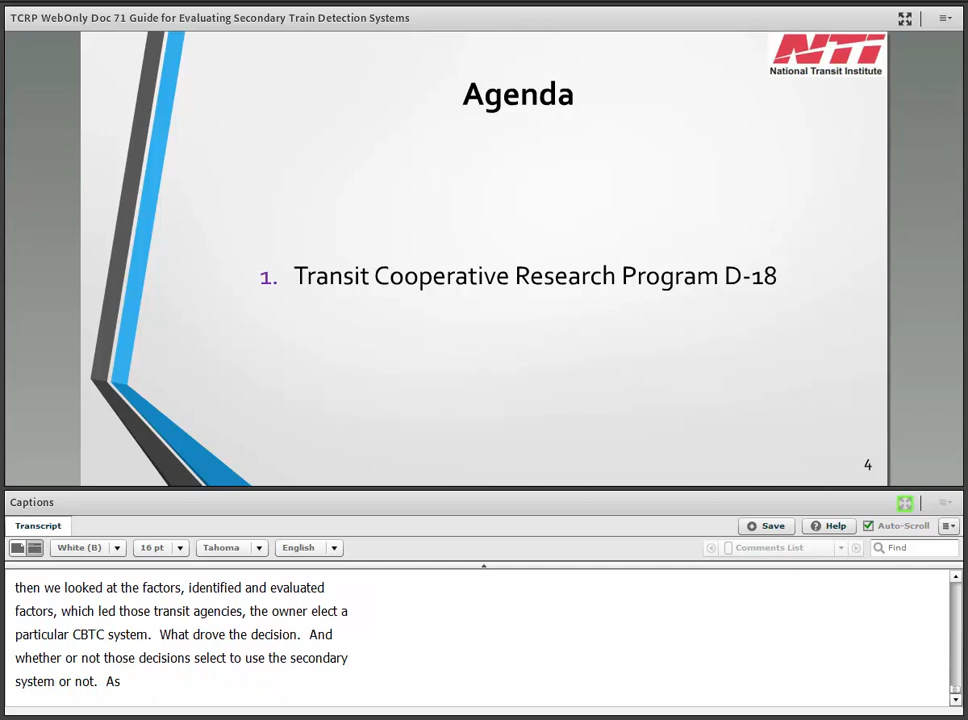 TCRP WebOnly Doc 71 Guide for Evaluating Secondary Train Detection Systems
NTI
National Transit Institute
Agenda
1. Transit Cooperative Research Program D-18
4
Captions
Transcript
Save
Help
Auto-Scroll
White (B)
16 pt
Tahoma
English
Comments List
Find
then we looked at the factors, identified and evaluated
factors, which led those transit agencies, the owner elect a
particular CBTC system.  What drove the decision.  And
whether or not those decisions select to use the secondary
system or not.  As